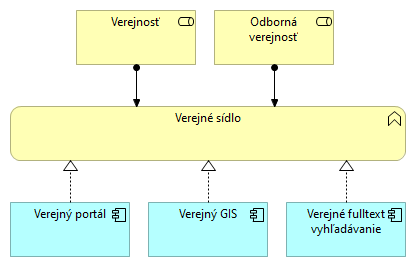 Verejnosť
Odborná
verejnosť
Verejné sídlo
Verejný portál
Verejný GIS
Verejné fulltext
vyhľadávanie